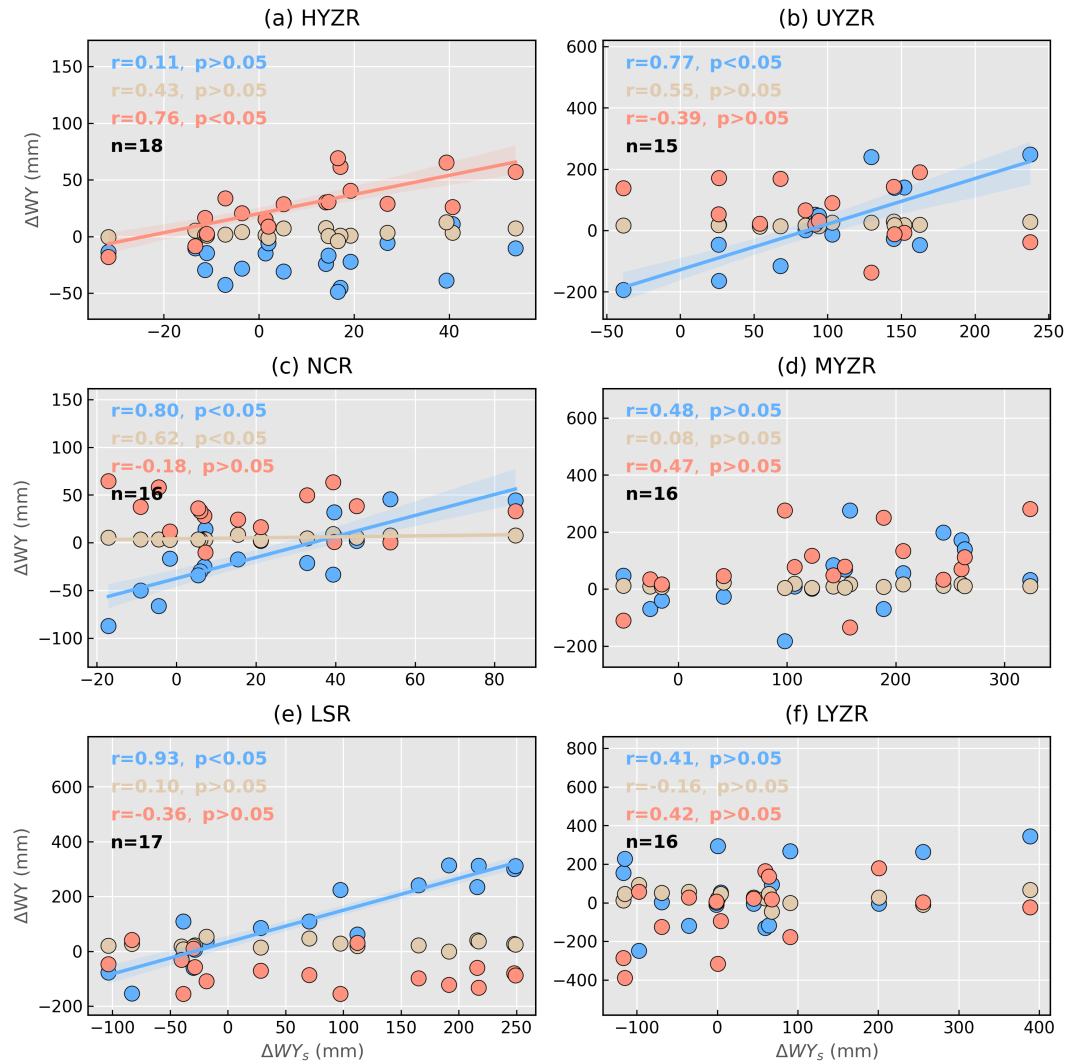 (a) HYZR
r=0.11, p>0.05
r=0.43, p>0.05
r=0.76, p<0.05
n=18
150
100
50
0
−50
ΔWY (mm)
−20
0
20
40
(b) UYZR
r=0.77, p<0.05
r=0.55, p>0.05
r=-0.39, p>0.05
n=15
600
400
200
0
−200
−50
0
50
100
150
200
250
(c) NCR
r=0.80, p<0.05
r=0.62, p<0.05
r=-0.18, p>0.05
n=16
150
100
50
0
−50
−100
ΔWY (mm)
−20
0
20
40
60
80
(d) MYZR
r=0.48, p>0.05
r=0.08, p>0.05
r=0.47, p>0.05
n=16
600
400
200
0
−200
0
100
200
300
(e) LSR
r=0.93, p<0.05
r=0.10, p>0.05
r=-0.36, p>0.05
n=17
600
400
200
0
−200
ΔWY (mm)
−100
−50
0
50
100
150
200
250
ΔWYₛ (mm)
(f) LYZR
r=0.41, p>0.05
r=-0.16, p>0.05
r=0.42, p>0.05
n=16
800
600
400
200
0
−200
−400
−100
0
100
200
300
400
ΔWYₛ (mm)